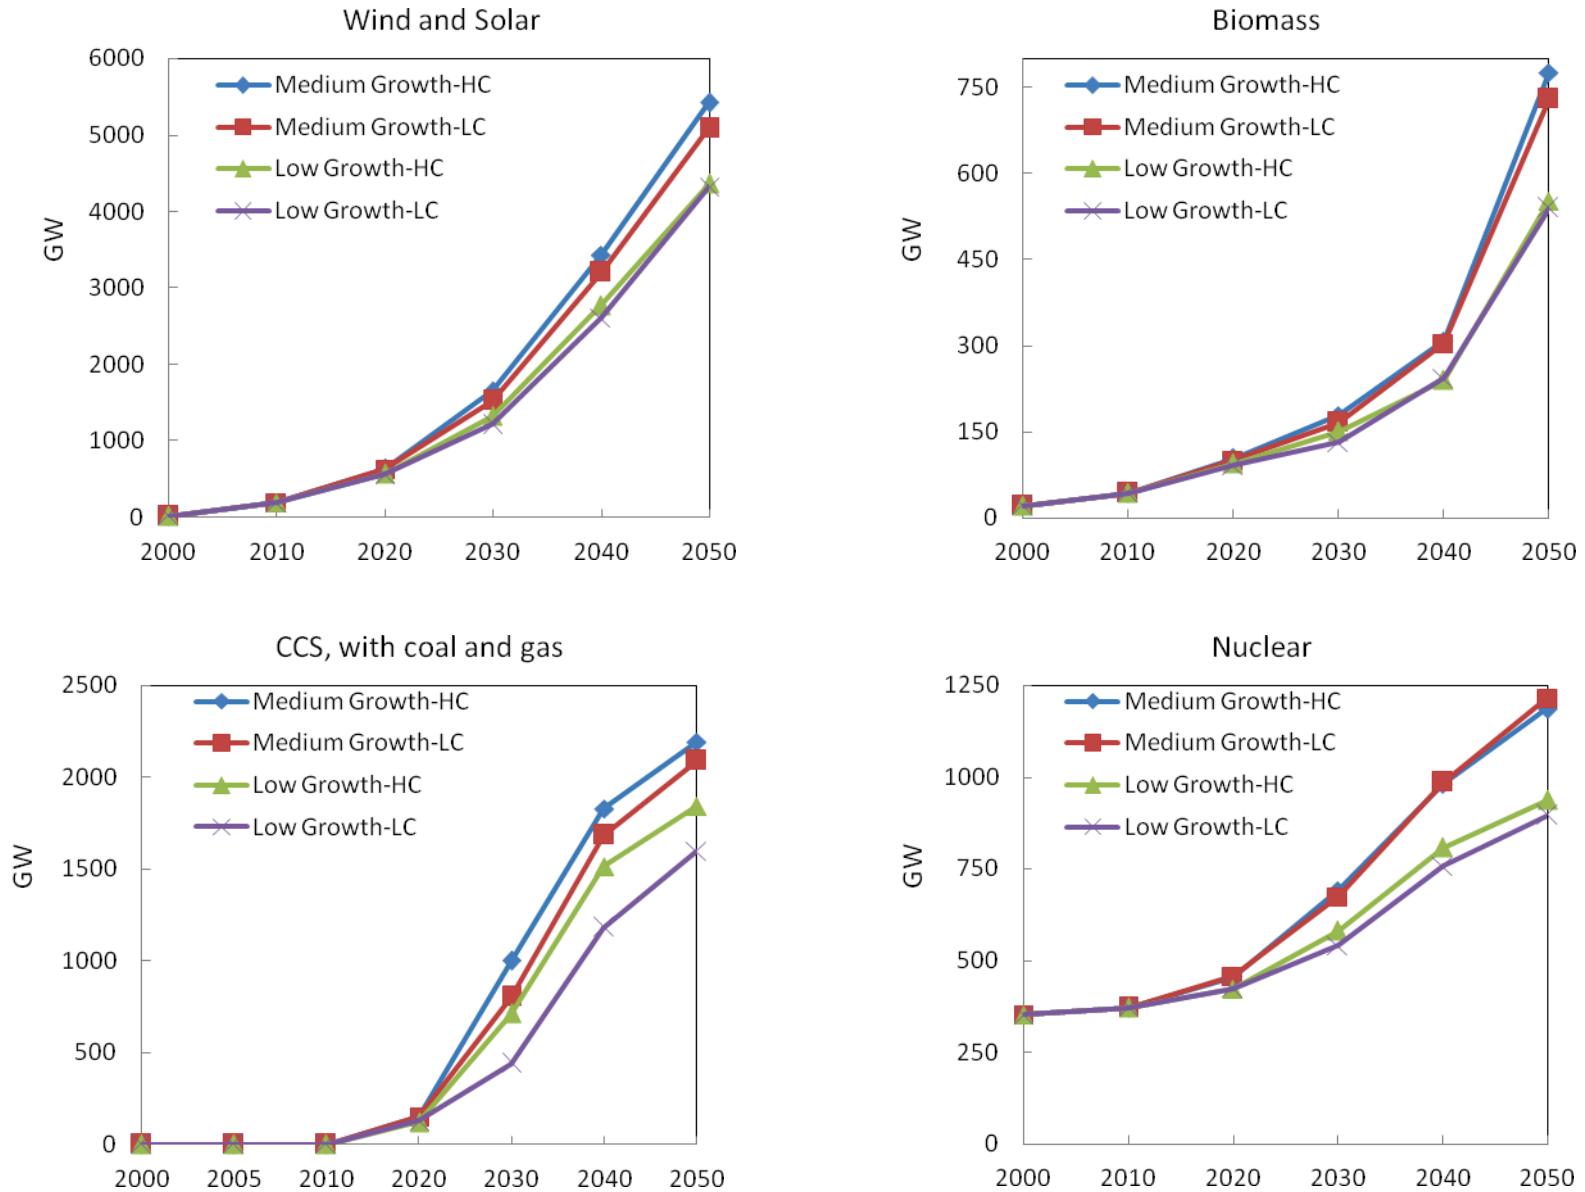 Wind and Solar
6000
5000
4000
3000
2000
1000
0
GW
Medium Growth-HC
Medium Growth-LC
Low Growth-HC
Low Growth-LC
2000 2010 2020 2030 2040 2050
Biomass
750
600
450
300
150
0
GW
Medium Growth-HC
Medium Growth-LC
Low Growth-HC
Low Growth-LC
2000 2010 2020 2030 2040 2050
CCS, with coal and gas
2500
2000
1500
1000
500
0
GW
Medium Growth-HC
Medium Growth-LC
Low Growth-HC
Low Growth-LC
2000 2005 2010 2020 2030 2040 2050
Nuclear
1250
1000
750
500
250
0
GW
Medium Growth-HC
Medium Growth-LC
Low Growth-HC
Low Growth-LC
2000 2010 2020 2030 2040 2050